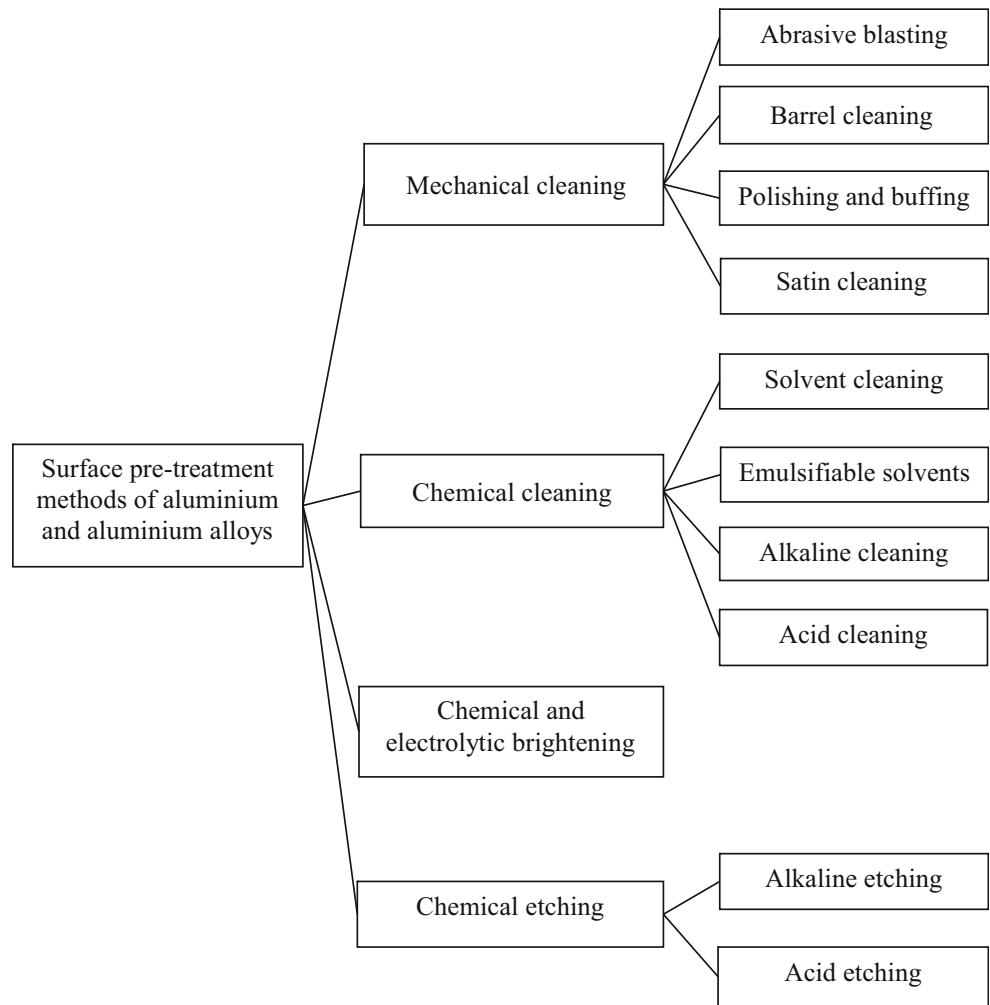 Surface pre-treatment
methods of aluminium
and aluminium alloys
Mechanical cleaning
Abrasive blasting
Barrel cleaning
Polishing and buffing
Satin cleaning
Chemical cleaning
Solvent cleaning
Emulsifiable solvents
Alkaline cleaning
Acid cleaning
Chemical and
electrolytic brightening
Chemical etching
Alkaline etching
Acid etching